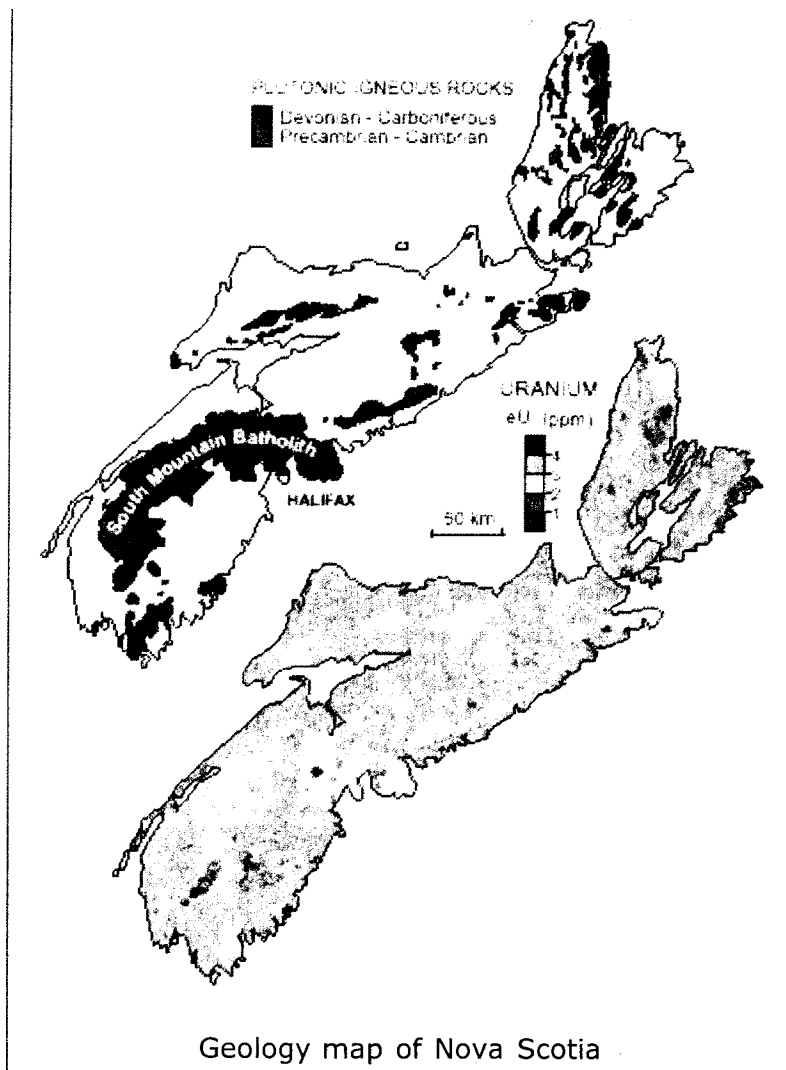 PLUTONIC IGNEOUS ROCKS
Devonian - Carboniferous
Precambrian - Cambrian
South Mountain Batholith
HALIFAX
URANIUM
eU (ppm)
4
3
2
1
50 km
Geology map of Nova Scotia